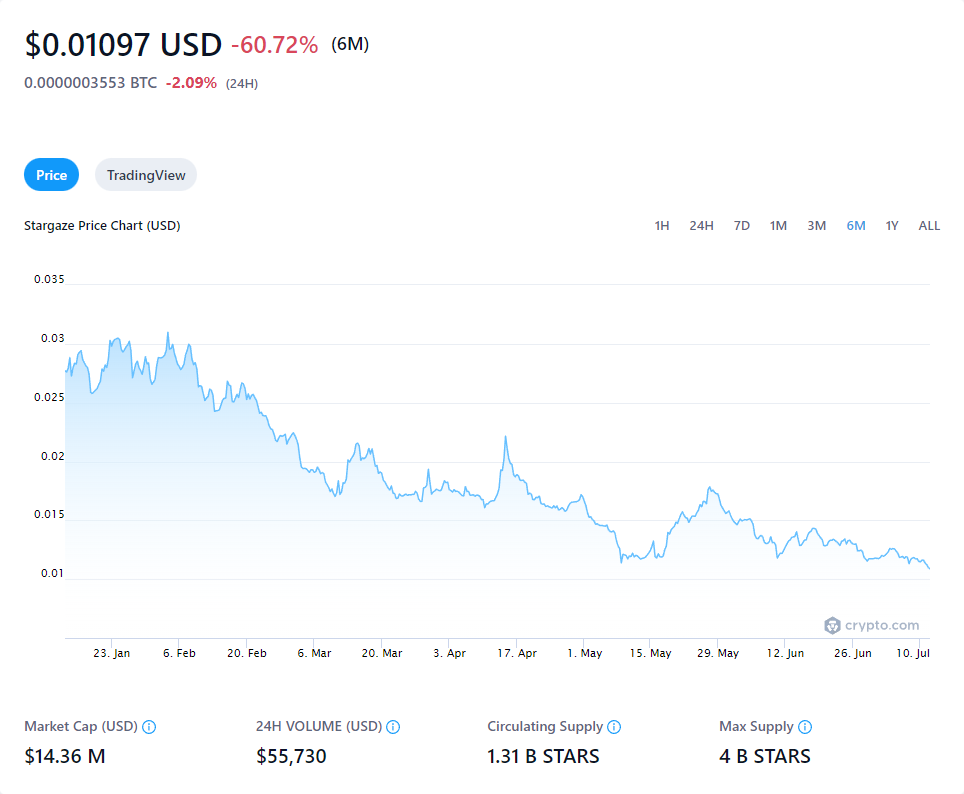 $0.01097 USD -60.72% (6M)
0.0000003553 BTC -2.09% (24H)
Price TradingView
Stargaze Price Chart (USD) 1H 24H 7D 1M 3M 6M 1Y ALL
0.035
0.03
0.025
0.02
0.015
0.01
crypto.com
23. Jan 6. Feb 20. Feb 6. Mar 20. Mar 3. Apr 17. Apr 1. May 15. May 29. May 12. Jun 26. Jun 10. Jul
Market Cap (USD) 24H VOLUME (USD) Circulating Supply Max Supply
$14.36 M $55,730 1.31 B STARS 4 B STARS